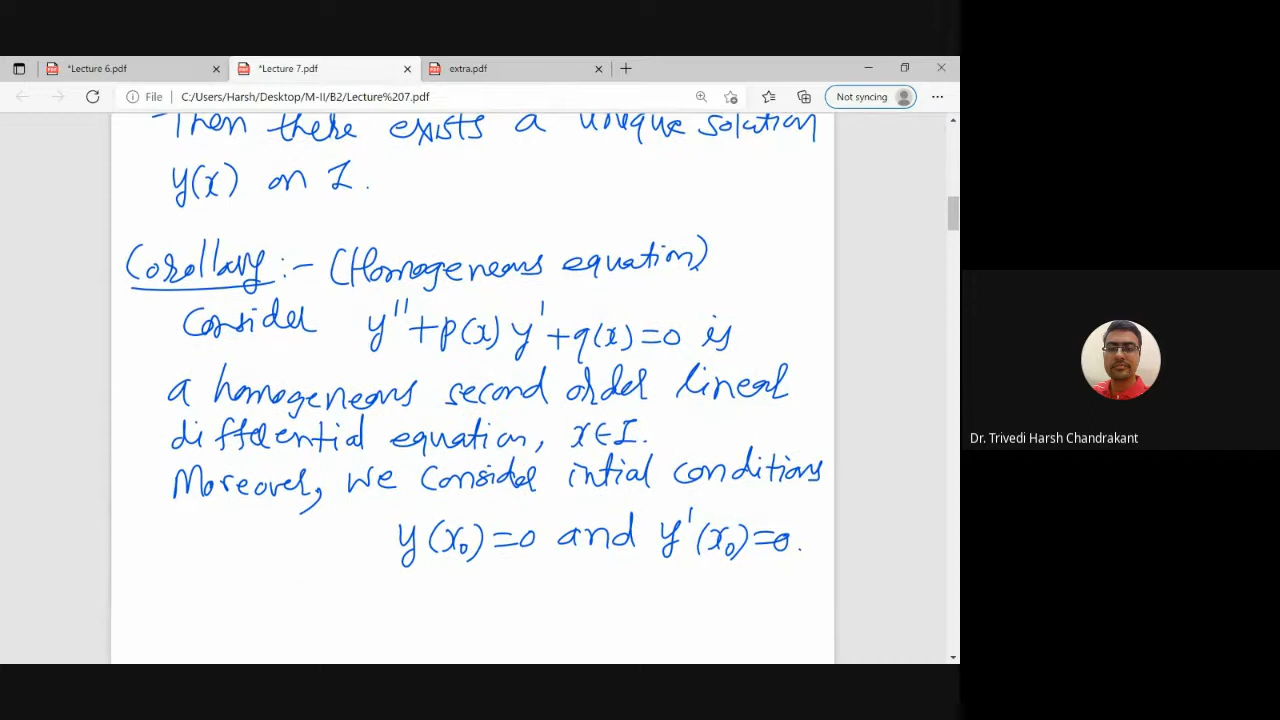 *Lecture 6.pdf
*Lecture 7.pdf
extra.pdf
File C:/Users/Harsh/Desktop/M-II/B2/Lecture%207.pdf
Not syncing
Then there exists a unique solution
y(x) on I.
Corollary :- (Homogeneous equation)
Consider y''+p(x)y'+q(x)=0 is
a homogeneous second order linear
differential equation, x∈I.
Moreover, we consider intial conditions
y(x₀)=0 and y'(x₀)=0.
Dr. Trivedi Harsh Chandrakant